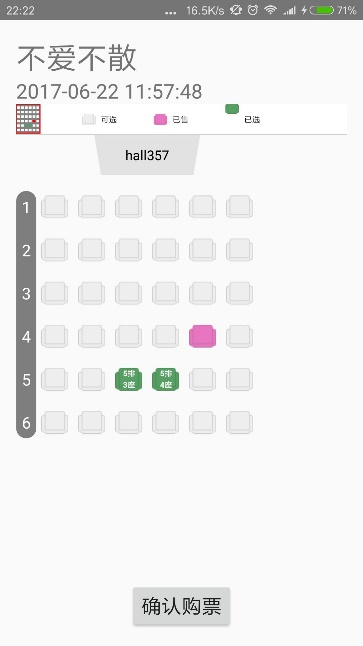 22:22 ... 16.5K/s 71%
不爱不散
2017-06-22 11:57:48
可选 已售 已选
hall357
1
2
3
4
5 5排3座 5排4座
6
确认购票